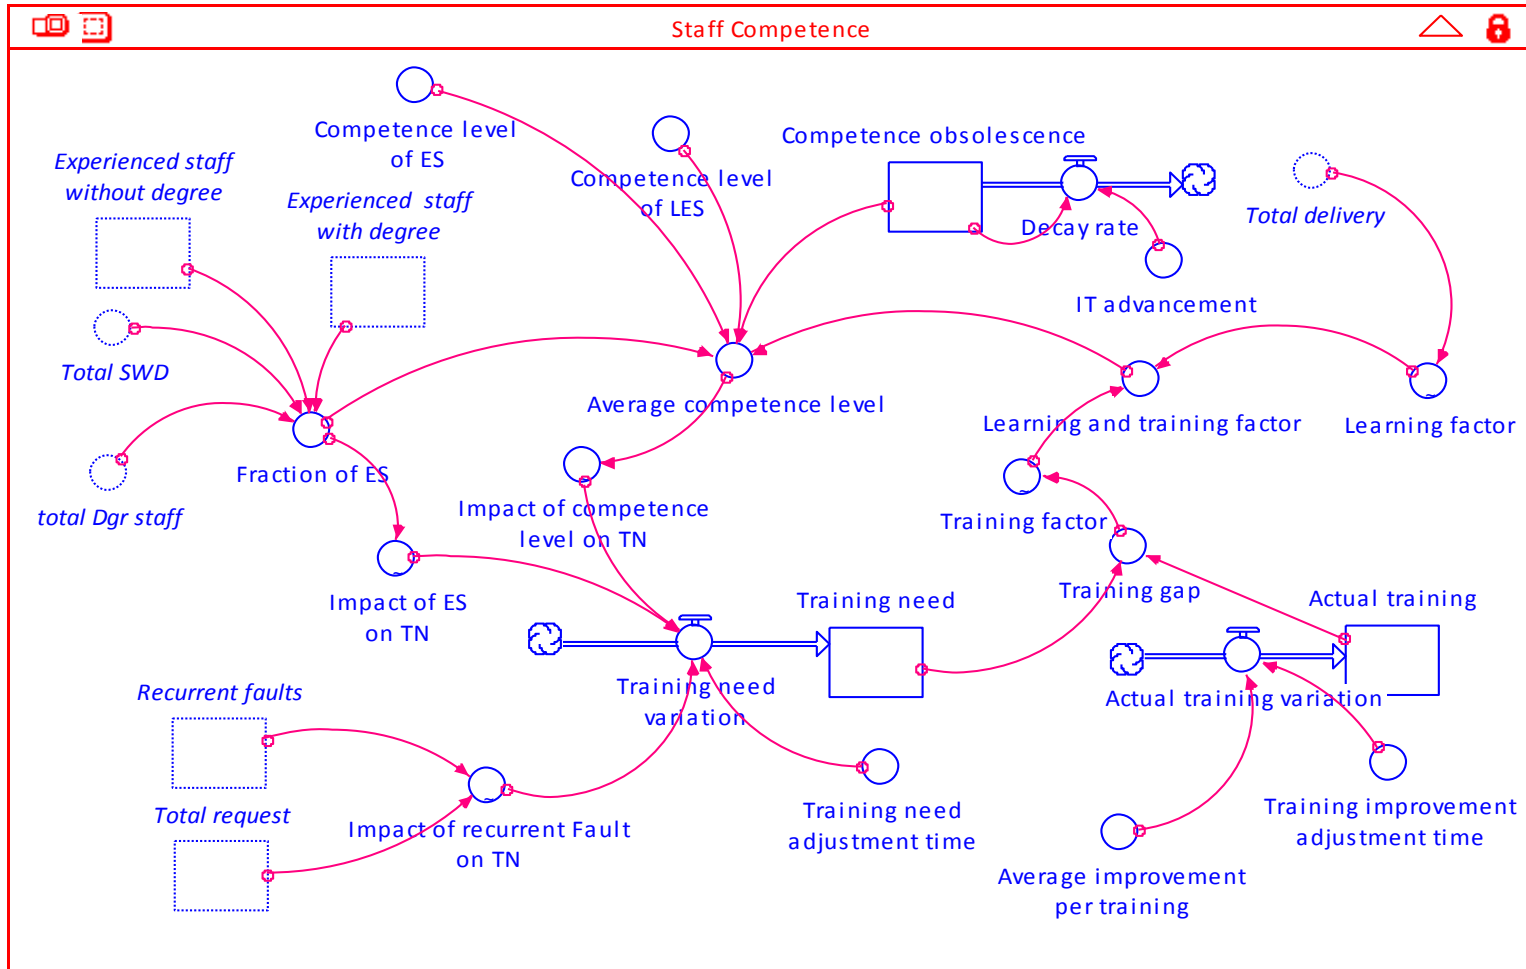 Staff Competence
Competence level
of ES
Competence level
of LES
Competence obsolescence
Experienced staff
without degree
Experienced  staff
with degree
Total delivery
Decay rate
IT advancement
Total SWD
Average competence level
Learning and training factor
Learning factor
Fraction of ES
total Dgr staff
Impact of competence
level on TN
Training factor
Impact of ES
on TN
Training need
Training gap
Actual training
Training need
variation
Actual training variation
Recurrent faults
Total request
Impact of recurrent Fault
on TN
Training need
adjustment time
Training improvement
adjustment time
Average improvement
per training